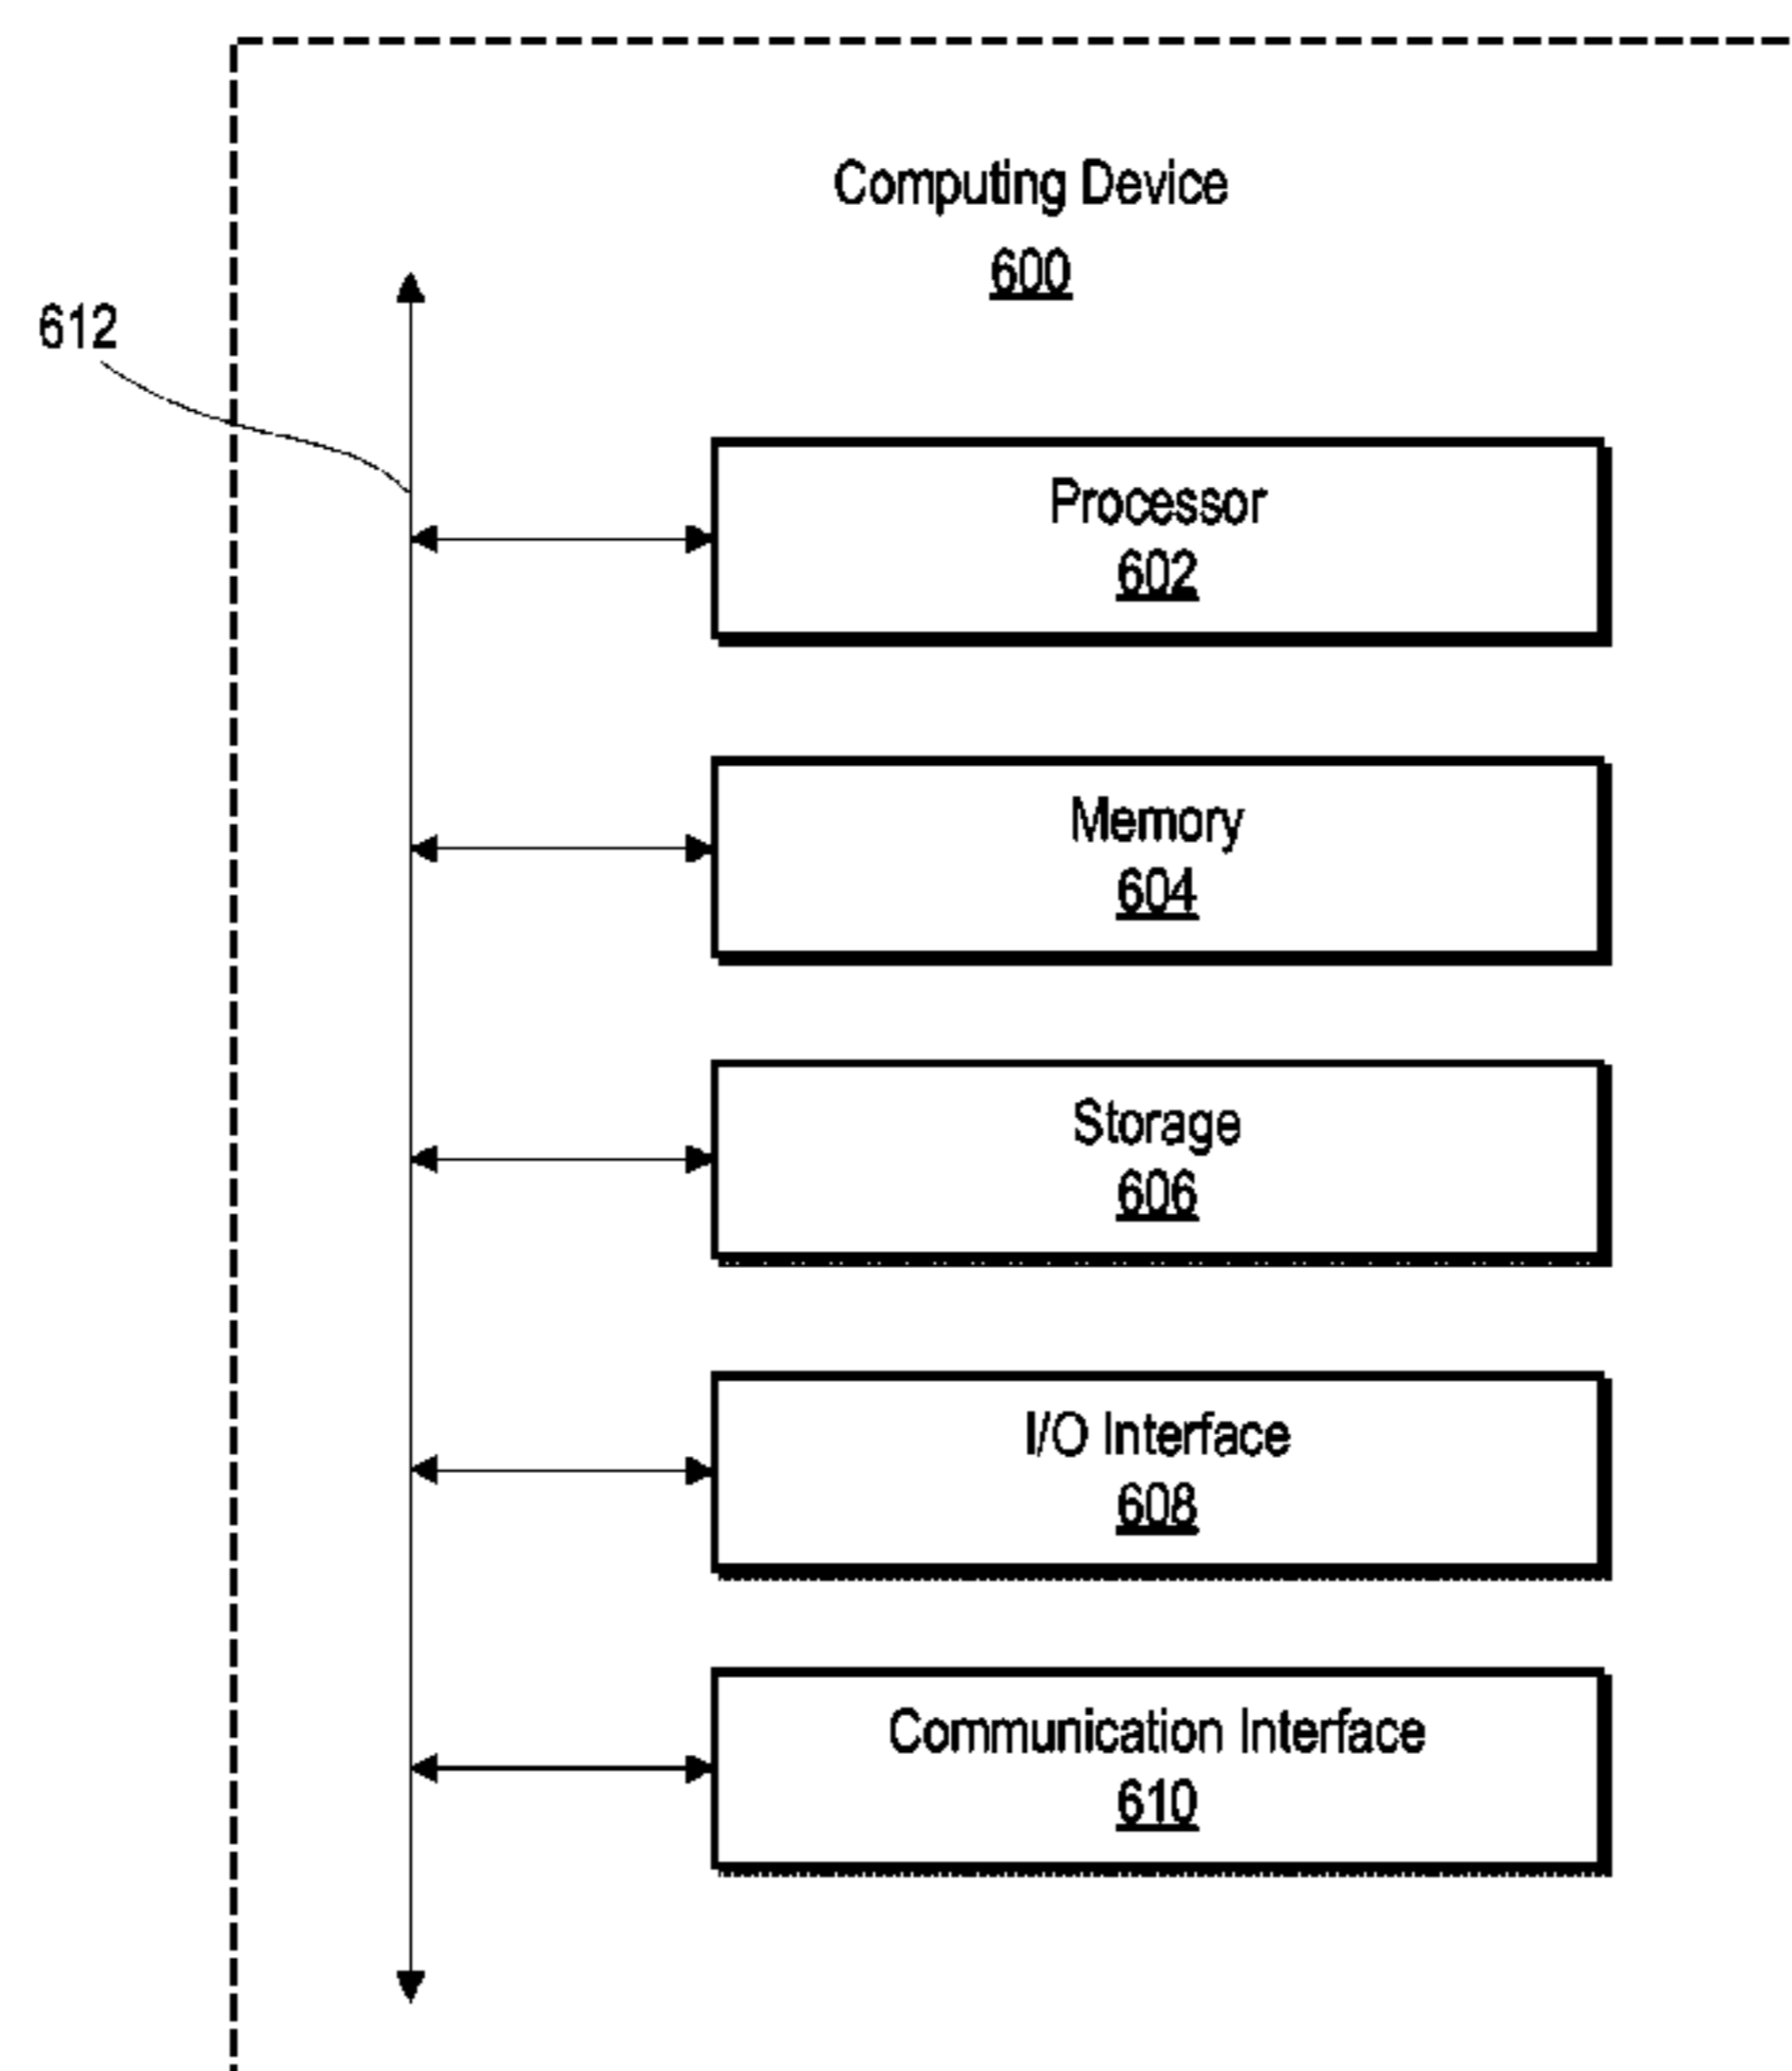 Computing Device
600
612
Processor
602
Memory
604
Storage
606
I/O Interface
608
Communication Interface
610